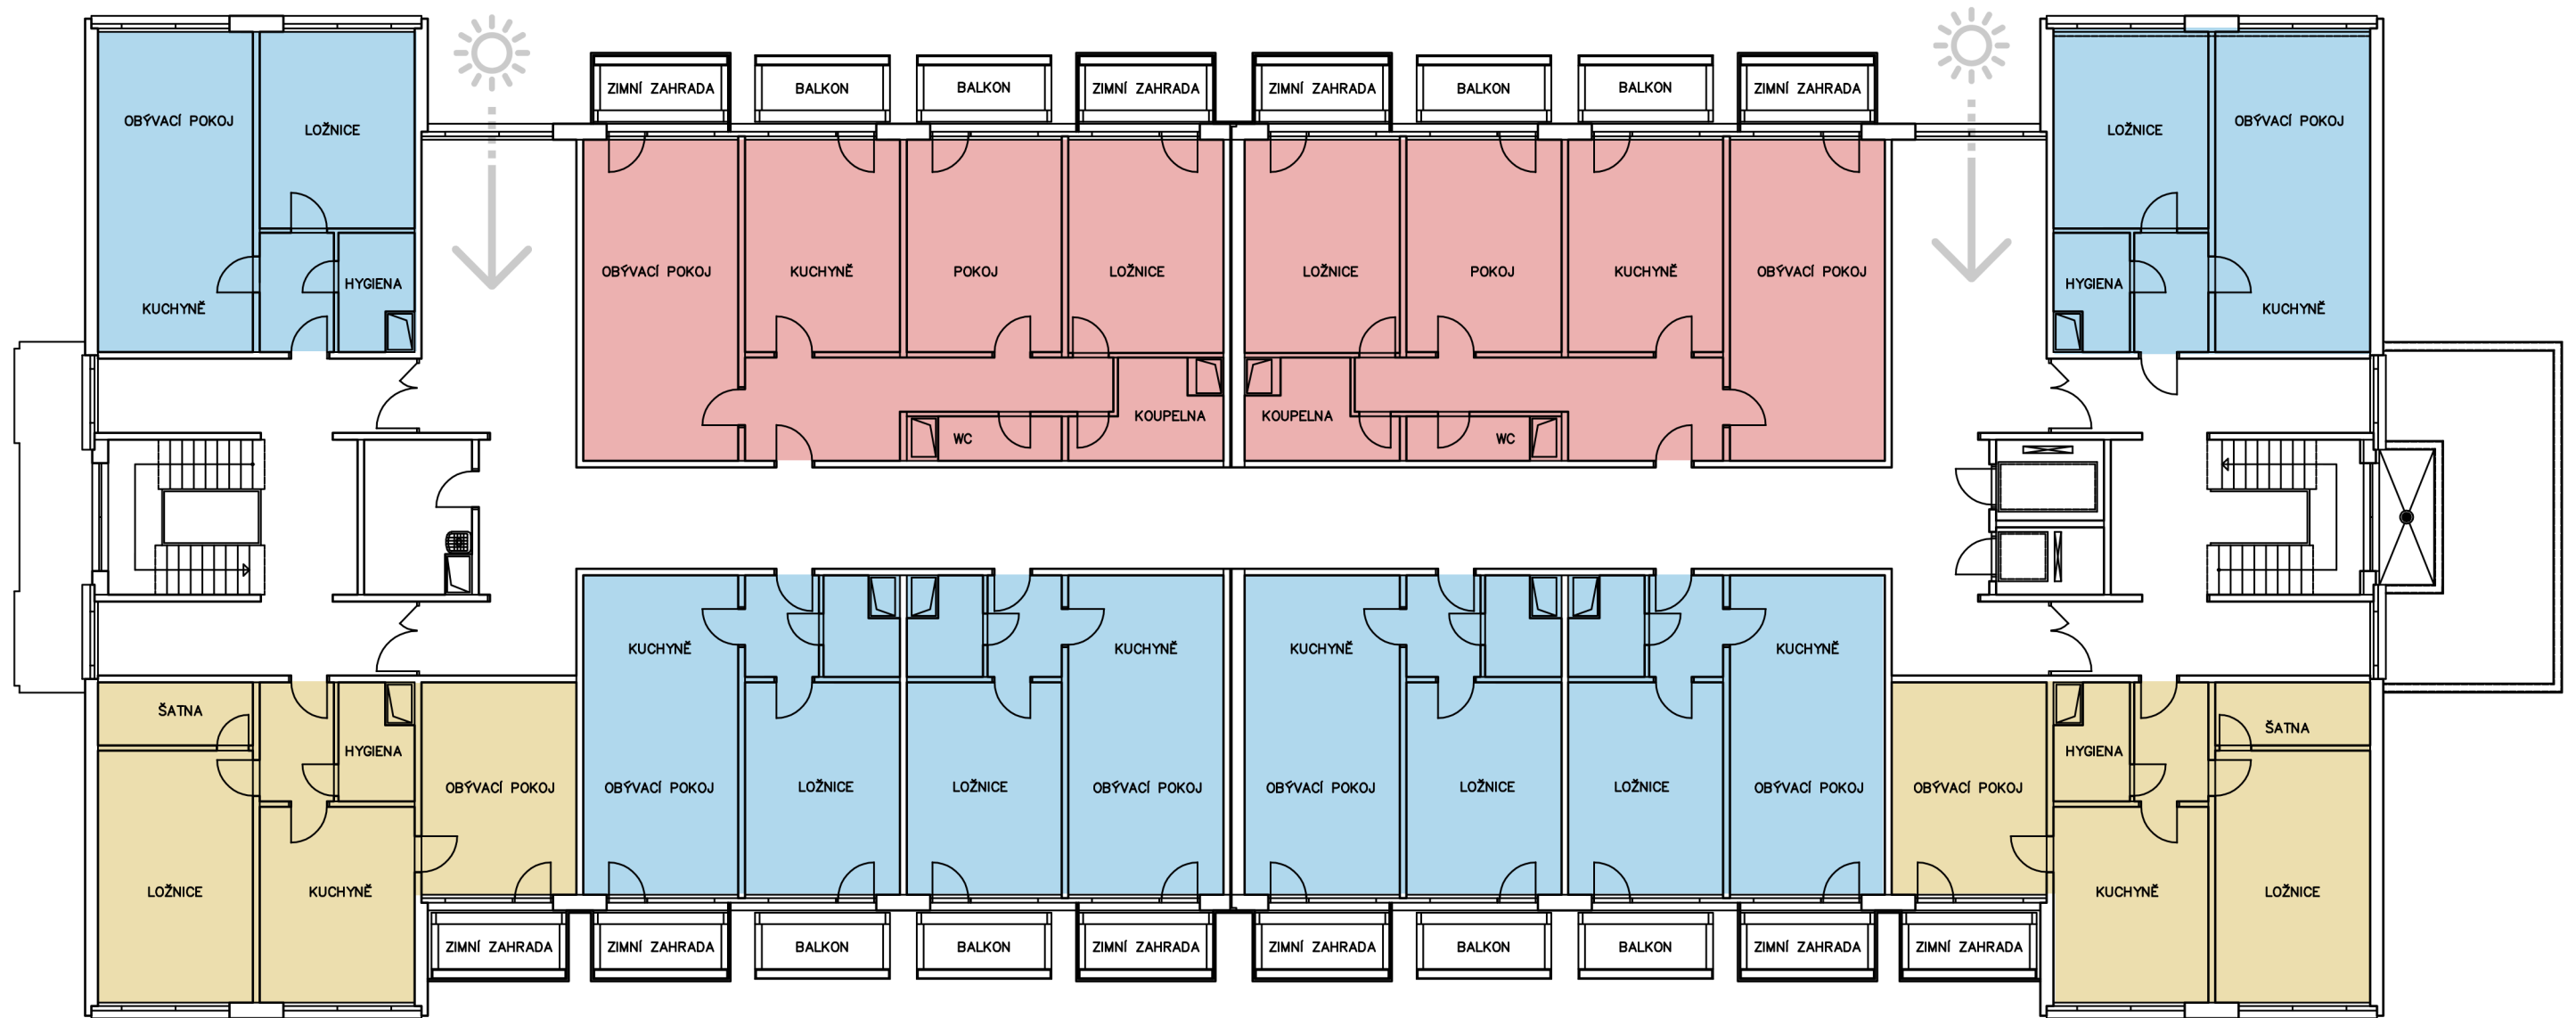 ZIMNÍ ZAHRADA
BALKON
BALKON
ZIMNÍ ZAHRADA
ZIMNÍ ZAHRADA
BALKON
BALKON
ZIMNÍ ZAHRADA
OBÝVACÍ POKOJ
LOŽNICE
LOŽNICE
OBÝVACÍ POKOJ
OBÝVACÍ POKOJ
KUCHYNĚ
POKOJ
LOŽNICE
LOŽNICE
POKOJ
KUCHYNĚ
OBÝVACÍ POKOJ
HYGIENA
HYGIENA
KUCHYNĚ
KUCHYNĚ
KOUPELNA
KOUPELNA
WC
WC
KUCHYNĚ
KUCHYNĚ
KUCHYNĚ
KUCHYNĚ
ŠATNA
ŠATNA
HYGIENA
HYGIENA
OBÝVACÍ POKOJ
OBÝVACÍ POKOJ
LOŽNICE
LOŽNICE
OBÝVACÍ POKOJ
OBÝVACÍ POKOJ
LOŽNICE
LOŽNICE
OBÝVACÍ POKOJ
OBÝVACÍ POKOJ
LOŽNICE
KUCHYNĚ
KUCHYNĚ
LOŽNICE
ZIMNÍ ZAHRADA
ZIMNÍ ZAHRADA
BALKON
BALKON
ZIMNÍ ZAHRADA
ZIMNÍ ZAHRADA
BALKON
BALKON
ZIMNÍ ZAHRADA
ZIMNÍ ZAHRADA